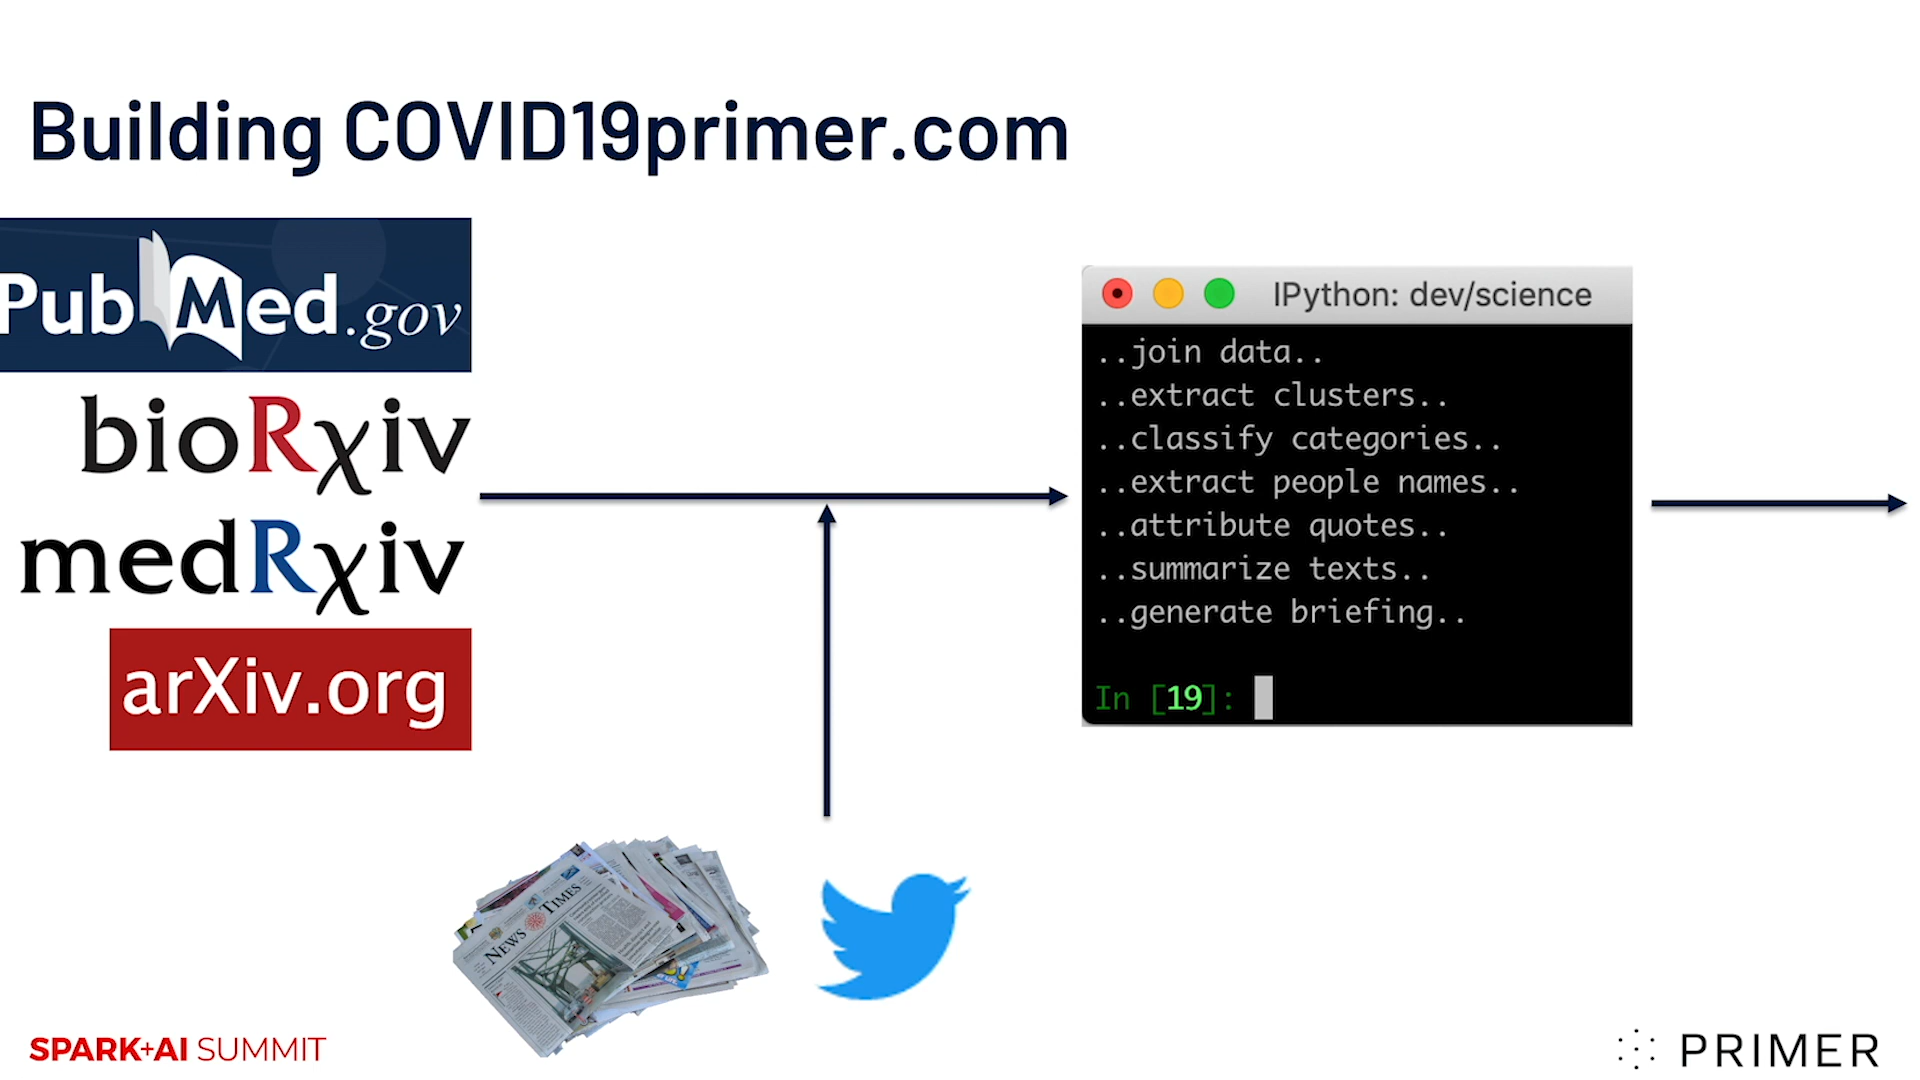 Building COVID19primer.com
PubMed.gov
bioRχiv
medRχiv
arXiv.org
IPython: dev/science
..join data..
..extract clusters..
..classify categories..
..extract people names..
..attribute quotes..
..summarize texts..
..generate briefing..
In [19]:
NEWS TIMES
SPARK+AI SUMMIT
PRIMER